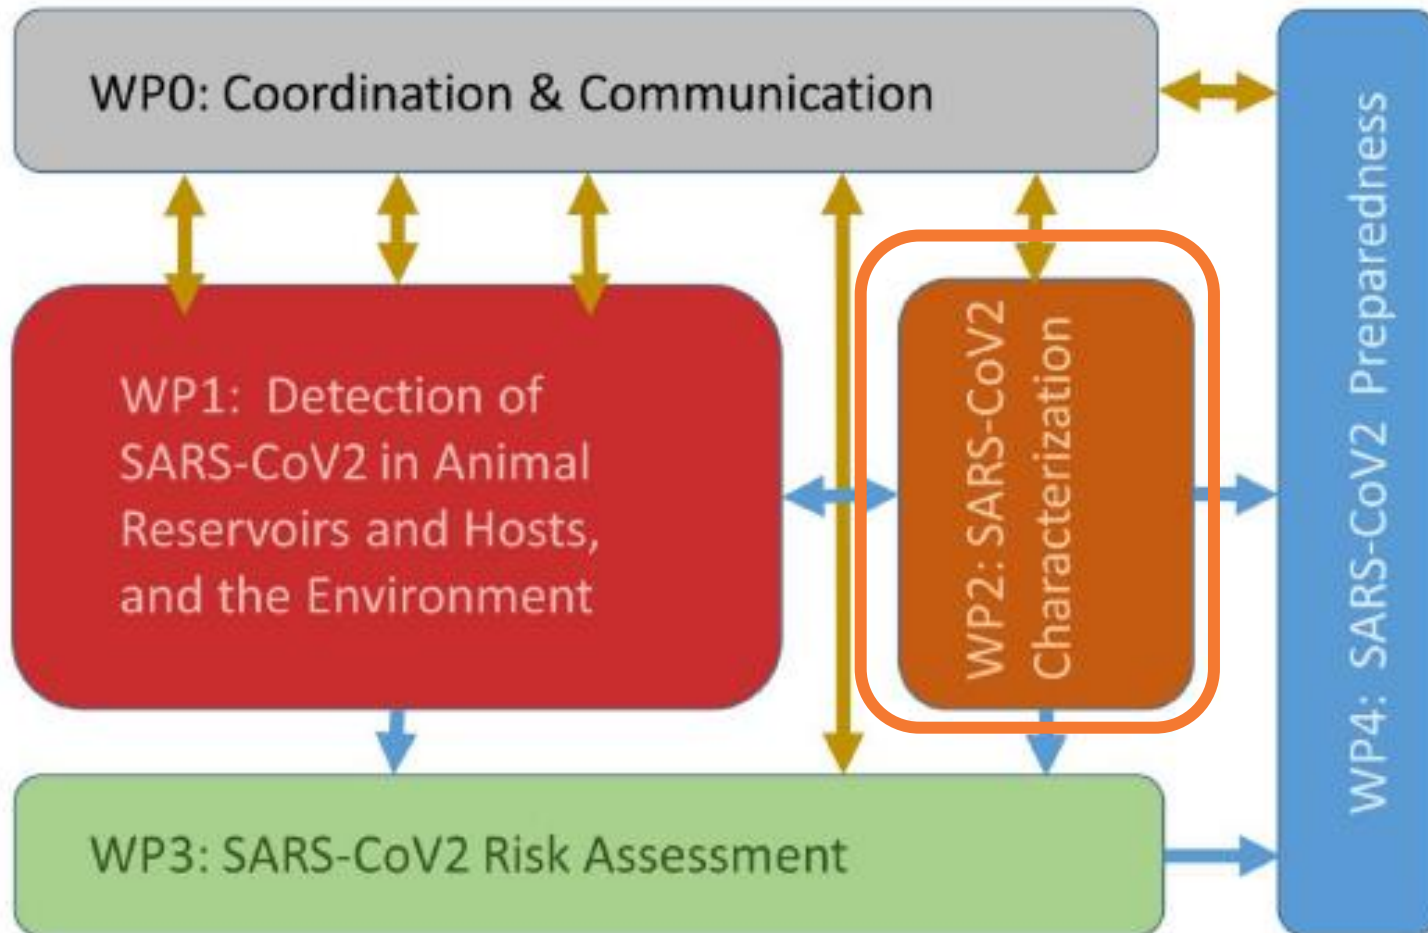 WP0: Coordination & Communication
WP1: Detection of
SARS-CoV2 in Animal
Reservoirs and Hosts,
and the Environment
WP2: SARS-CoV2
Characterization
WP3: SARS-CoV2 Risk Assessment
WP4: SARS-CoV2 Preparedness